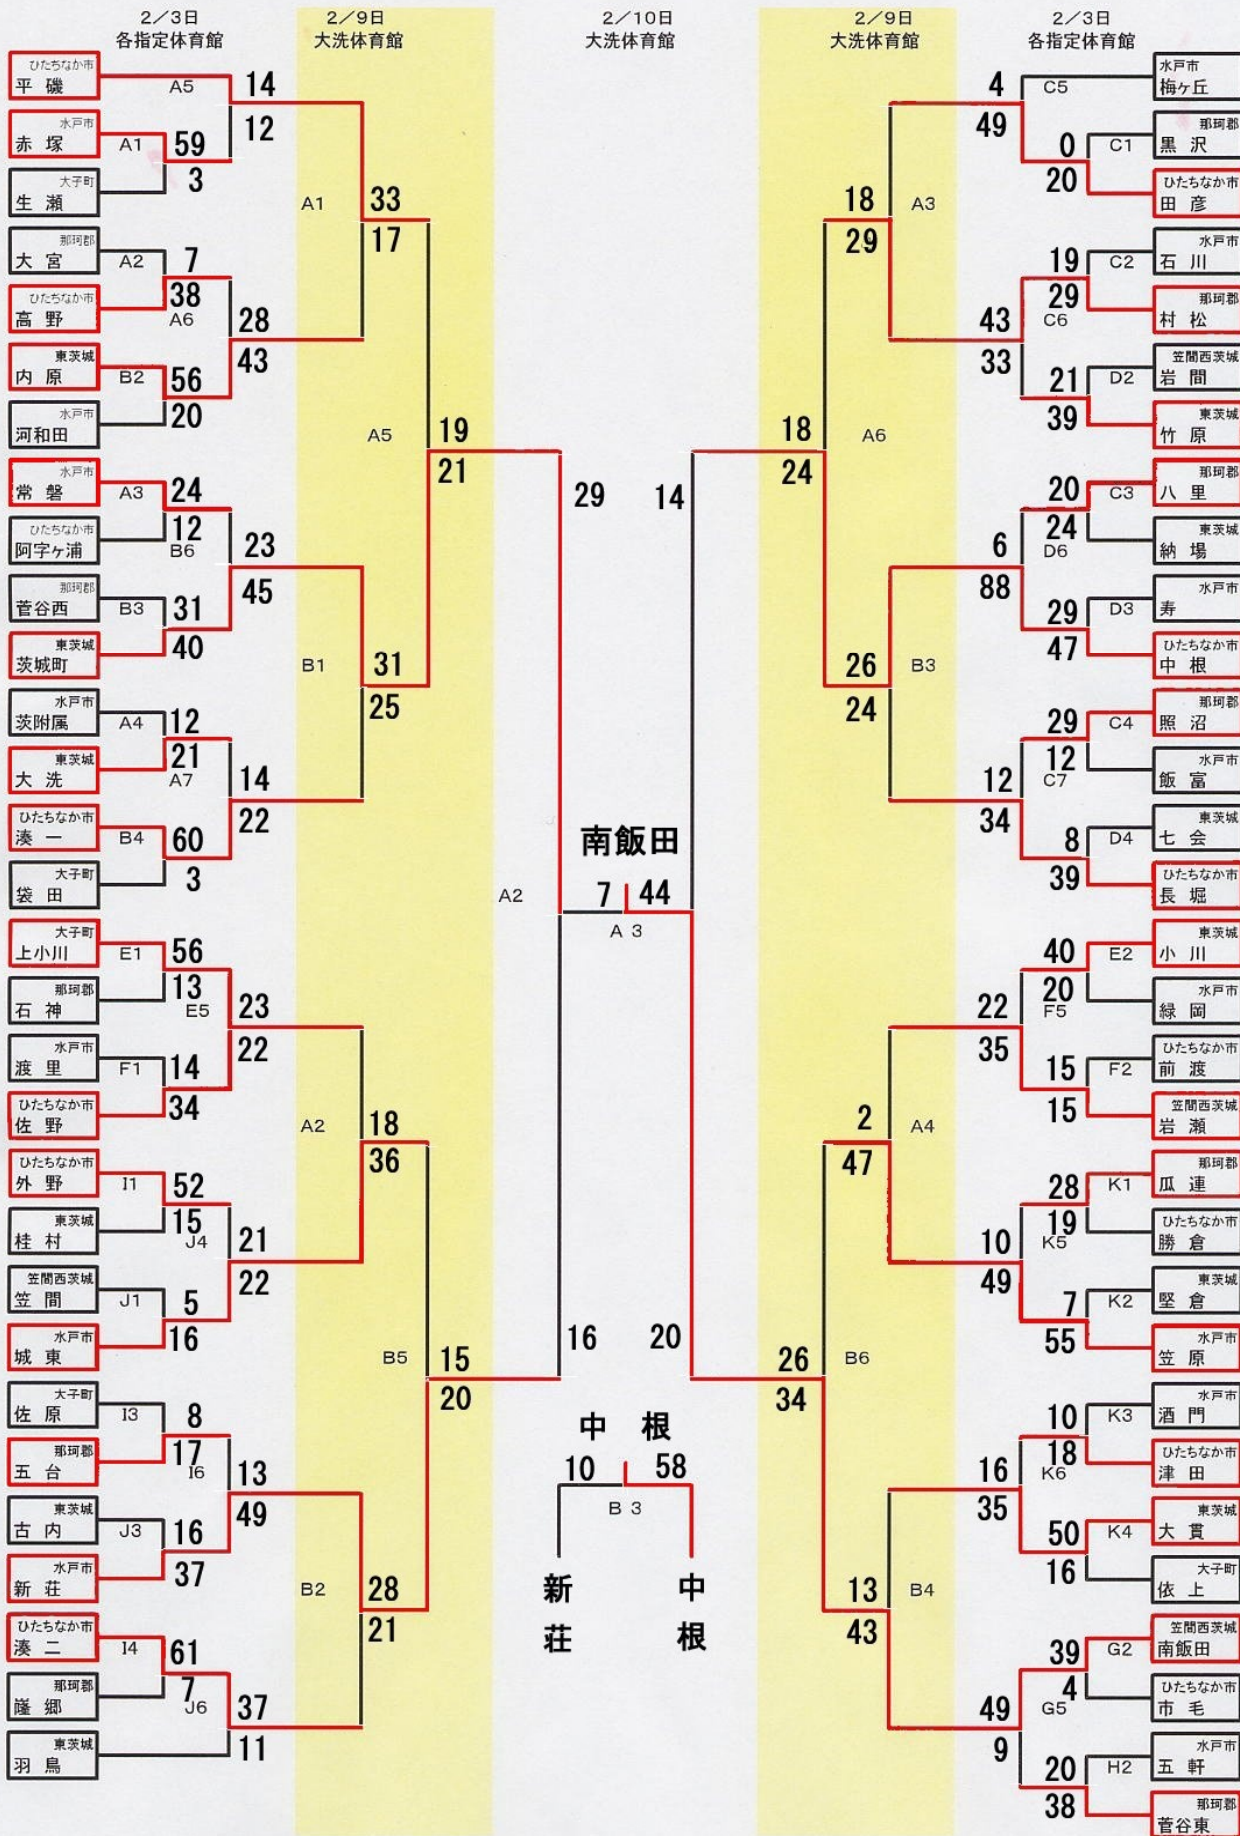 2/3日
各指定体育館
2/9日
大洗体育館
2/10日
大洗体育館
2/9日
大洗体育館
2/3日
各指定体育館
ひたちなか市
平 磯
A5
14
12
水戸市
赤 塚
A1
59
3
大子町
生 瀬
A1
33
17
那珂郡
大 宮
A2
7
38
ひたちなか市
高 野
A6
28
43
東茨城
内 原
B2
56
20
水戸市
河和田
A5
19
21
水戸市
常 磐
A3
24
12
ひたちなか市
阿字ヶ浦
B6
23
45
那珂郡
菅谷西
B3
31
40
東茨城
茨城町
B1
31
25
水戸市
茨附属
A4
12
21
東茨城
大 洗
A7
14
22
ひたちなか市
湊 一
B4
60
3
大子町
袋 田
A2
29
16
大子町
上小川
E1
56
13
那珂郡
石 神
E5
23
22
水戸市
渡 里
F1
14
34
ひたちなか市
佐 野
A2
18
36
ひたちなか市
外 野
I1
52
15
東茨城
桂 村
J4
21
22
笠間西茨城
笠 間
J1
5
16
水戸市
城 東
B5
15
20
大子町
佐 原
I3
8
17
那珂郡
五 台
I6
13
49
東茨城
古 内
J3
16
37
水戸市
新 荘
B2
28
21
ひたちなか市
湊 二
I4
61
7
那珂郡
嶐 郷
J6
37
11
東茨城
羽 鳥
南飯田
7 44
A 3
中 根
10 58
B 3
新荘
中根
14
20
水戸市
梅ヶ丘
C5
4
49
那珂郡
黒 沢
C1
0
20
ひたちなか市
田 彦
A3
18
29
水戸市
石 川
C2
19
29
那珂郡
村 松
C6
43
33
笠間西茨城
岩 間
D2
21
39
東茨城
竹 原
A6
18
24
那珂郡
八 里
C3
20
24
東茨城
納 場
D6
6
88
水戸市
寿
D3
29
47
ひたちなか市
中 根
B3
26
24
那珂郡
照 沼
C4
29
12
水戸市
飯 富
C7
12
34
東茨城
七 会
D4
8
39
ひたちなか市
長 堀
東茨城
小 川
E2
40
20
水戸市
緑 岡
F5
22
35
ひたちなか市
前 渡
F2
15
15
笠間西茨城
岩 瀬
A4
2
47
那珂郡
瓜 連
K1
28
19
ひたちなか市
勝 倉
K5
10
49
東茨城
堅 倉
K2
7
55
水戸市
笠 原
B6
26
34
水戸市
酒 門
K3
10
18
ひたちなか市
津 田
K6
16
35
東茨城
大 貫
K4
50
16
大子町
依 上
B4
13
43
笠間西茨城
南飯田
G2
39
4
ひたちなか市
市 毛
G5
49
9
水戸市
五 軒
H2
20
38
那珂郡
菅谷東